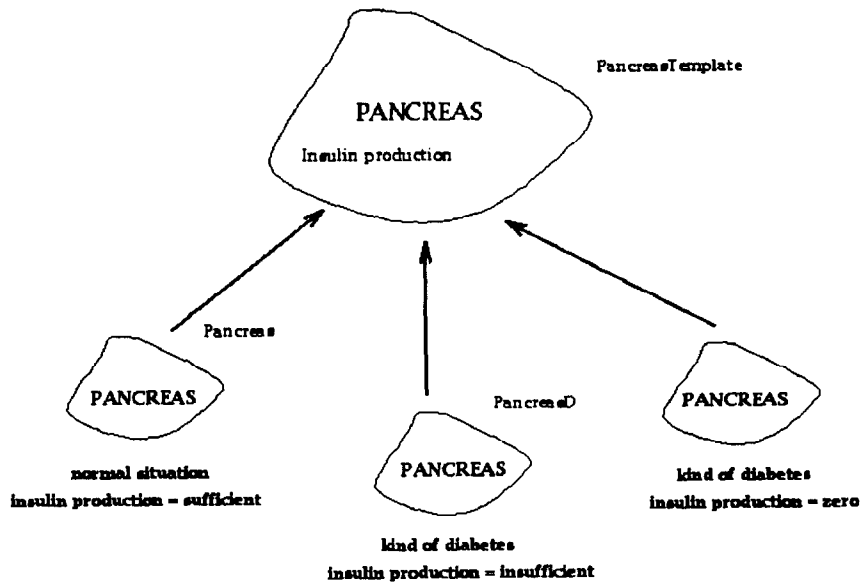 PancreasTemplate
PANCREAS
Insulin production
Pancreas
PANCREAS
normal situation
insulin production = sufficient
PancreasD
PANCREAS
kind of diabetes
insulin production = insufficient
PANCREAS
kind of diabetes
insulin production = zero